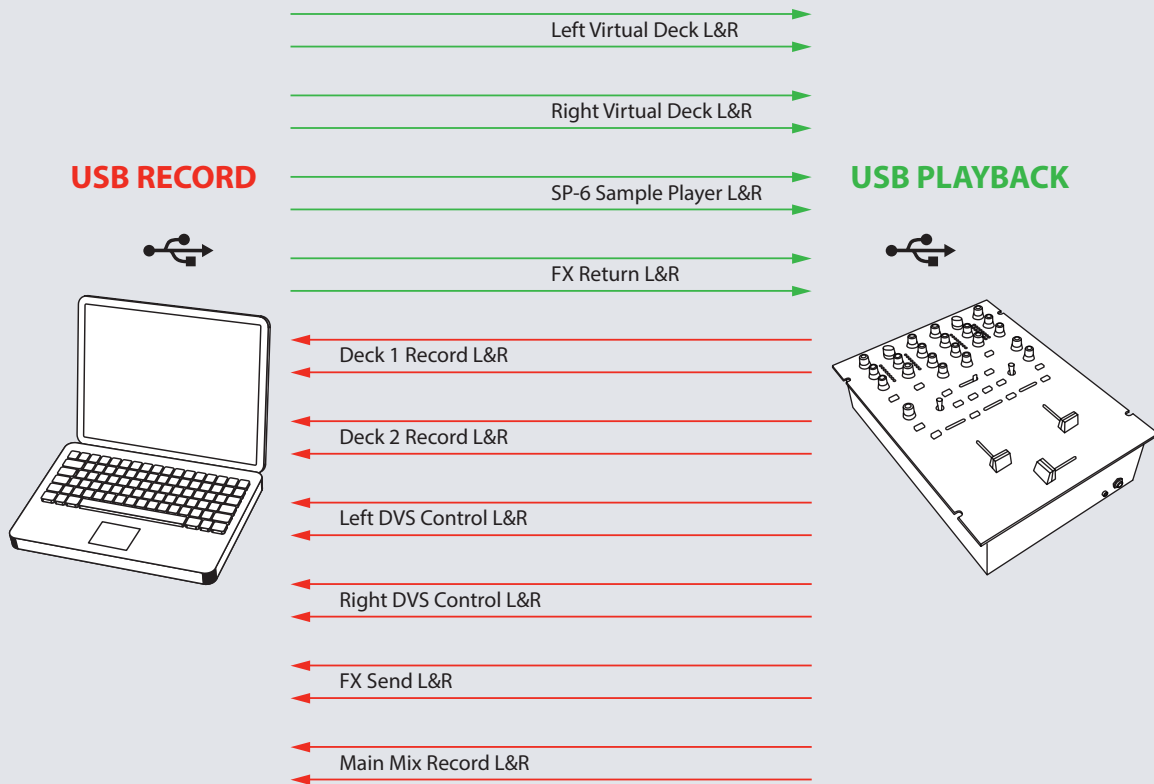 Left Virtual Deck L&R
Right Virtual Deck L&R
USB RECORD
SP-6 Sample Player L&R
USB PLAYBACK
FX Return L&R
Deck 1 Record L&R
Deck 2 Record L&R
Left DVS Control L&R
Right DVS Control L&R
FX Send L&R
Main Mix Record L&R